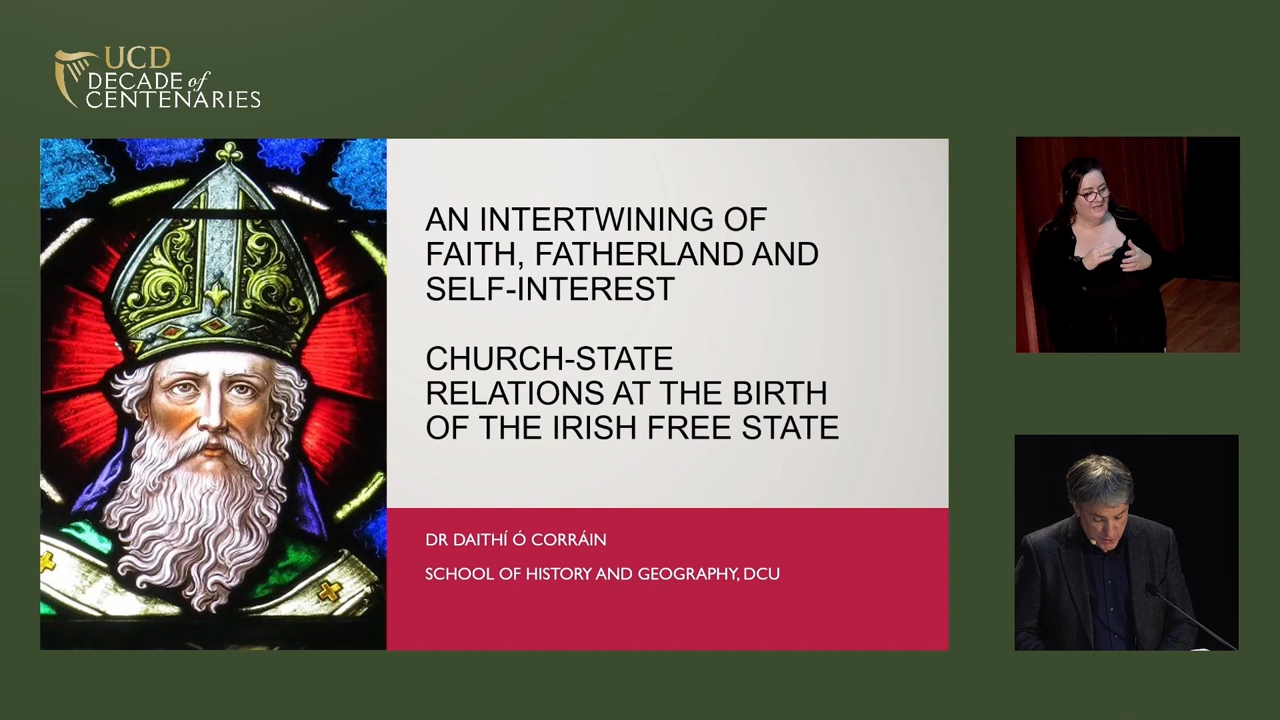 UCD
DECADE of
CENTENARIES
AN INTERTWINING OF
FAITH, FATHERLAND AND
SELF-INTEREST
CHURCH-STATE
RELATIONS AT THE BIRTH
OF THE IRISH FREE STATE
DR DAITHÍ Ó CORRÁIN
SCHOOL OF HISTORY AND GEOGRAPHY, DCU